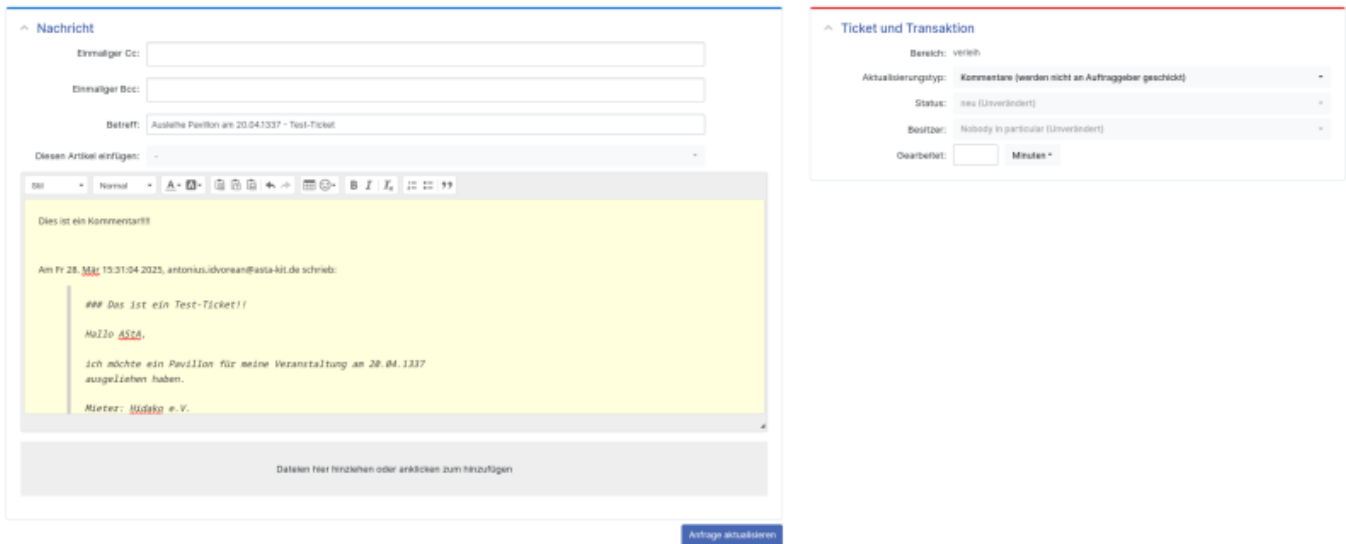 Nachricht
Einmaliger Cc:
Einmaliger Bcc:
Betreff: Ausleihe Pavillon am 20.04.1337 - Test-Ticket
Diesen Artikel einfügen: -
Stil Normal
Dies ist ein Kommentar!!!!
Am Fr 28. Mär 15:31:04 2025, antonius.idvorean@asta-kit.de schrieb:
### Das ist ein Test-Ticket!!
Hallo AStA,
ich möchte ein Pavillon für meine Veranstaltung am 20.04.1337
ausgeliehen haben.
Mieter: Hidako e.V.
Dateien hier hinziehen oder anklicken zum hinzufügen
Anfrage aktualisieren
Ticket und Transaktion
Bereich: verleih
Aktualisierungstyp: Kommentare (werden nicht an Auftraggeber geschickt)
Status: neu (Unverändert)
Besitzer: Nobody in particular (Unverändert)
Gearbeitet: Minuten